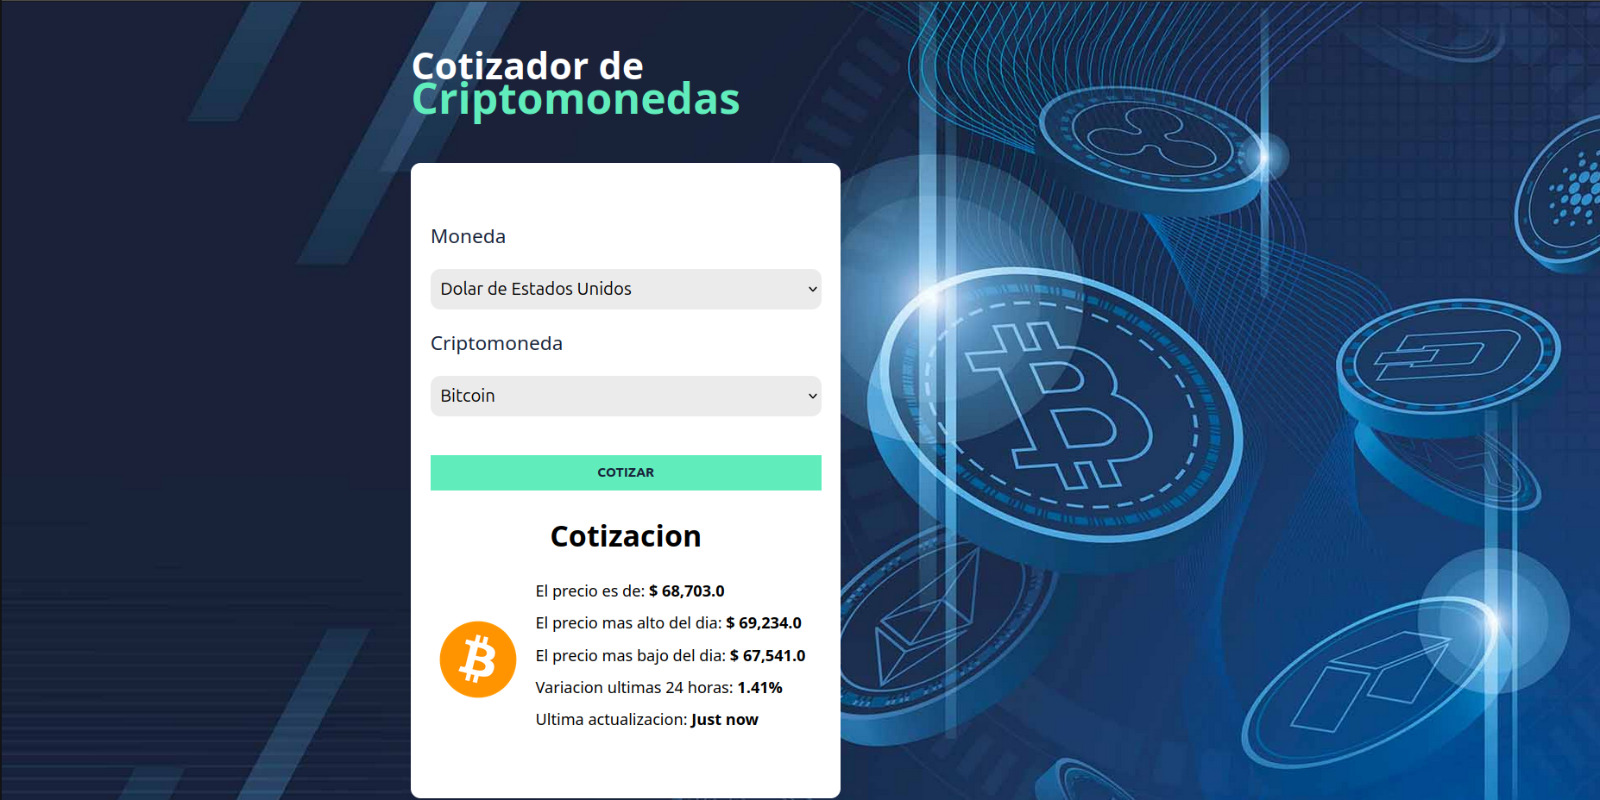 Cotizador de
Criptomonedas
Moneda
Dolar de Estados Unidos
Criptomoneda
Bitcoin
COTIZAR
Cotizacion
El precio es de: $ 68,703.0
El precio mas alto del dia: $ 69,234.0
El precio mas bajo del dia: $ 67,541.0
Variacion ultimas 24 horas: 1.41%
Ultima actualizacion: Just now